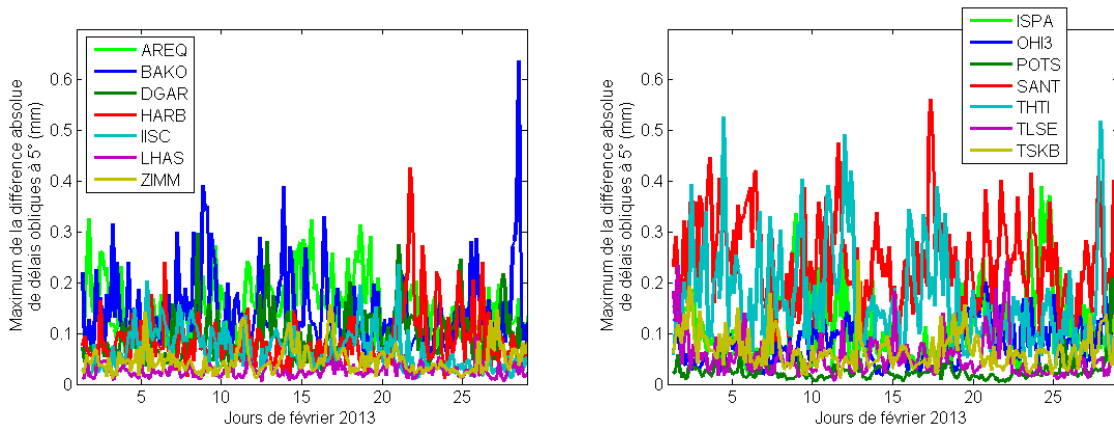 Maximum de la différence absolue
de délais obliques à 5° (mm)
0.6
0.5
0.4
0.3
0.2
0.1
0
AREQ
BAKO
DGAR
HARB
IISC
LHAS
ZIMM
5
10
15
20
25
Jours de février 2013
Maximum de la différence absolue
de délais obliques à 5° (mm)
0.6
0.5
0.4
0.3
0.2
0.1
0
ISPA
OHI3
POTS
SANT
THTI
TLSE
TSKB
5
10
15
20
25
Jours de février 2013